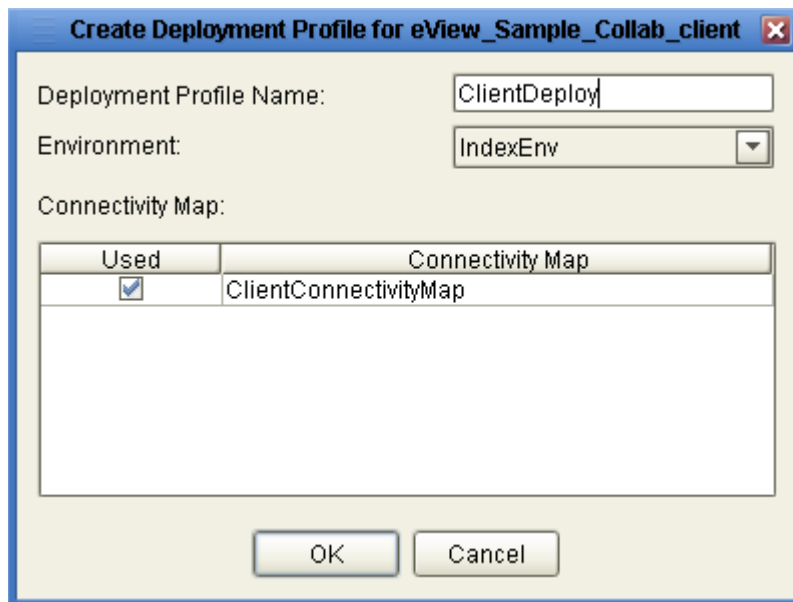 Create Deployment Profile for eView_Sample_Collab_client
Deployment Profile Name: ClientDeploy
Environment: IndexEnv
Connectivity Map:
Used Connectivity Map
ClientConnectivityMap
OK Cancel